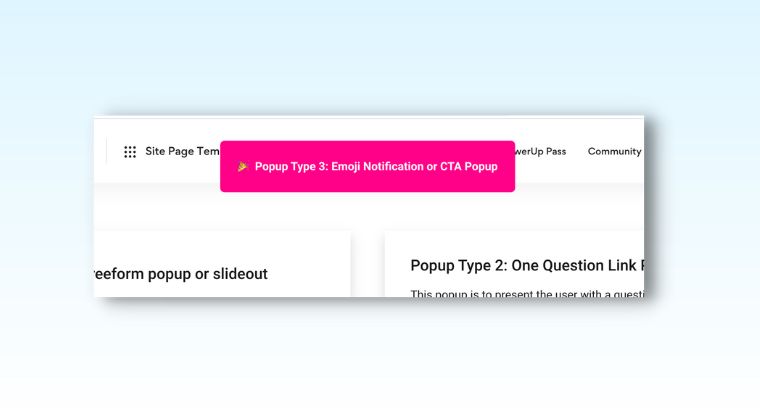 Site Page Tem
🎉 Popup Type 3: Emoji Notification or CTA Popup
werUp Pass
Community
reeform popup or slideout
Popup Type 2: One Question Link
This popup is to present the user with a questi